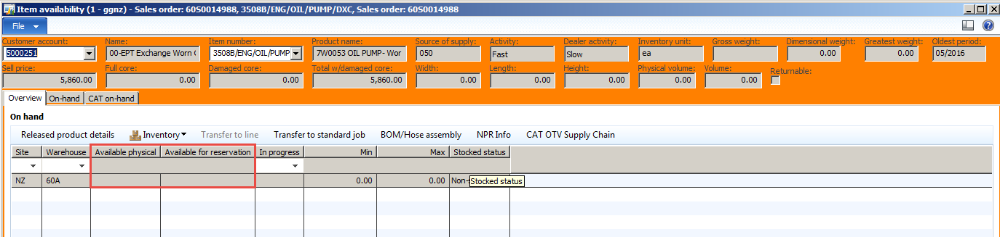 Item availability (1 - ggnz) - Sales order: 60S0014988, 3508B/ENG/OIL/PUMP/DXC, Sales order: 60S0014988
File
Customer account: Name: Item number: Product name: Source of supply: Activity: Dealer activity: Inventory unit: Gross weight: Dimensional weight: Greatest weight: Oldest period:
5000251 00-EPT Exchange Worn 3508B/ENG/OIL/PUMP 7W0053 OIL PUMP- Wor 050 Fast Slow ea 0.00 0.00 05/2016
Sell price: Full core: Damaged core: Total w/damaged core: Width: Length: Height: Physical volume: Volume: Returnable:
5,860.00 0.00 0.00 5,860.00 0.00 0.00 0.00 0.00 0.00
Overview On-hand CAT on-hand
On hand
Released product details Inventory Transfer to line Transfer to standard job BOM/Hose assembly NPR Info CAT OTV Supply Chain
Site Warehouse Available physical Available for reservation In progress Min Max Stocked status
NZ 60A 0.00 0.00 Non- Stocked status